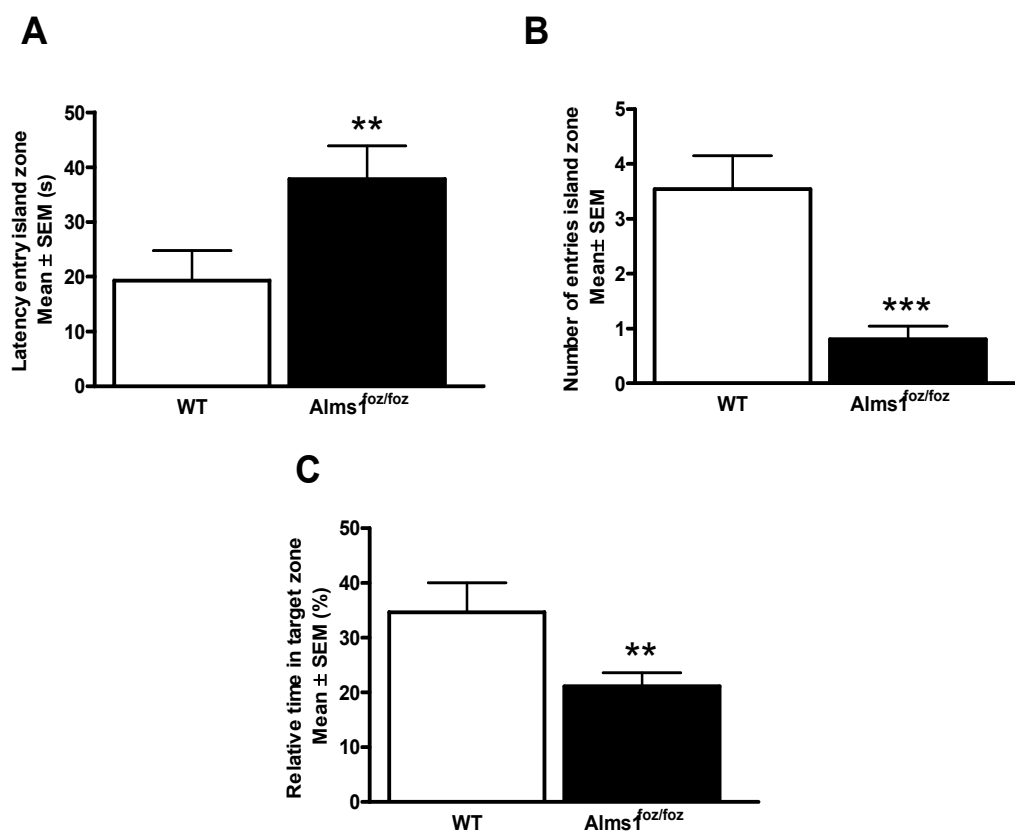 A
Latency entry island zone
Mean ± SEM (s)
50
40
30
20
10
0
**
WT
Alms1foz/foz
B
Number of entries island zone
Mean± SEM
5
4
3
2
1
0
***
WT
Alms1foz/foz
C
Relative time in target zone
Mean ± SEM (%)
50
40
30
20
10
0
**
WT
Alms1foz/foz